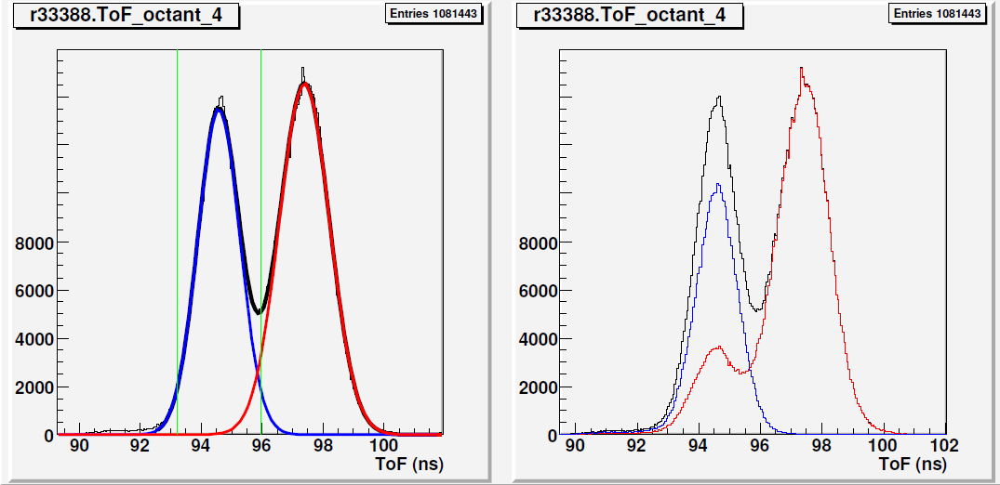 r33388.ToF_octant_4
Entries 1081443
8000
6000
4000
2000
0
90 92 94 96 98 100
ToF (ns)
r33388.ToF_octant_4
Entries 1081443
8000
6000
4000
2000
0
90 92 94 96 98 100 102
ToF (ns)